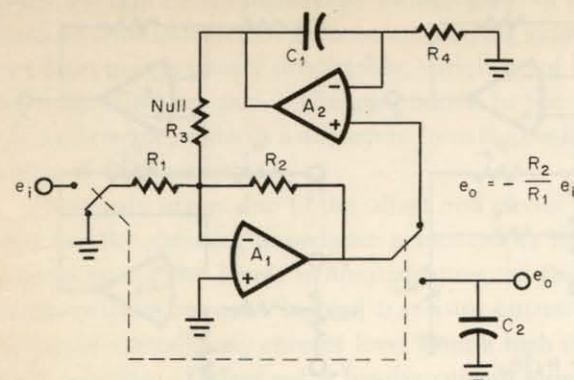 C1
R4
Null
R3
A2
−
+
R1
R2
ei
eo = − R2/R1 ei
−
A1
+
eo
C2